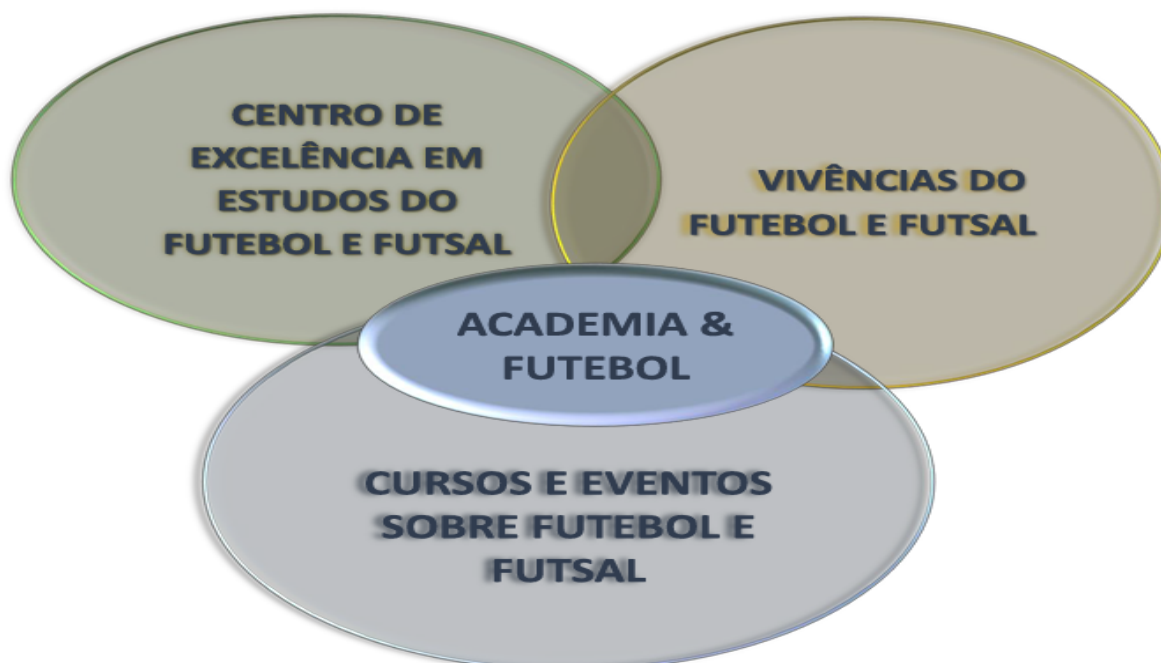 CENTRO DE
EXCELÊNCIA EM
ESTUDOS DO
FUTEBOL E FUTSAL
VIVÊNCIAS DO
FUTEBOL E FUTSAL
ACADEMIA &
FUTEBOL
CURSOS E EVENTOS
SOBRE FUTEBOL E
FUTSAL